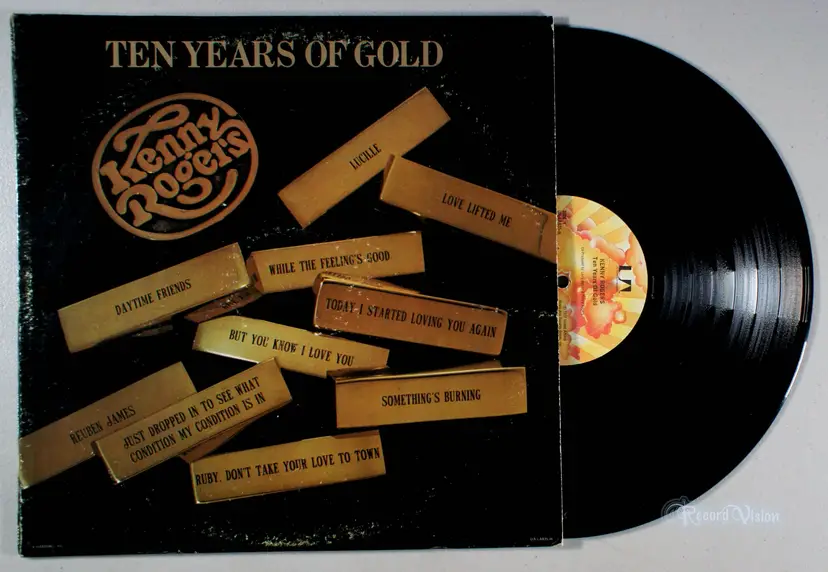 TEN YEARS OF GOLD
Kenny
Rogers
LUCILLE
LOVE LIFTED ME
WHILE THE FEELING'S GOOD
DAYTIME FRIENDS
TODAY I STARTED LOVING YOU AGAIN
BUT YOU KNOW I LOVE YOU
SOMETHING'S BURNING
REUBEN JAMES
JUST DROPPED IN TO SEE WHAT
CONDITION MY CONDITION IS IN
RUBY, DON'T TAKE YOUR LOVE TO TOWN
KENNY ROGERS
Ten Years Of Gold
UA
Record Vision